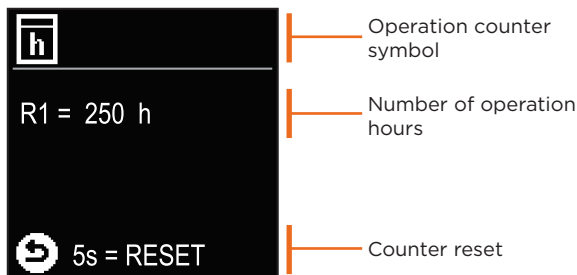 h
Operation counter
symbol
R1 = 250 h
Number of operation
hours
5s = RESET
Counter reset